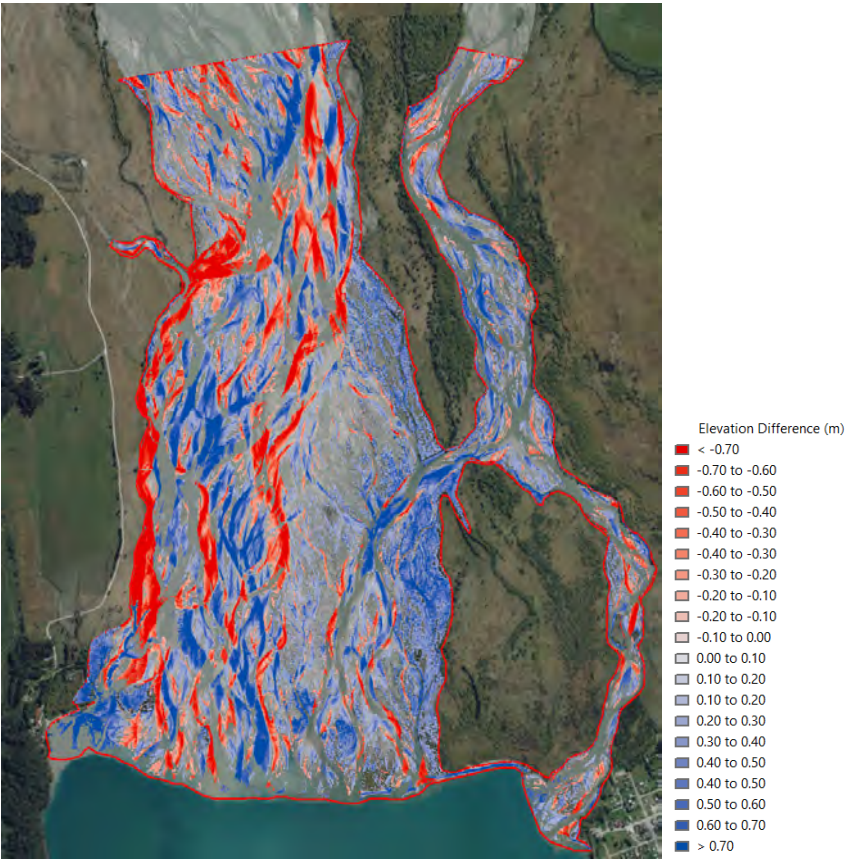 Elevation Difference (m)
< -0.70
-0.70 to -0.60
-0.60 to -0.50
-0.50 to -0.40
-0.40 to -0.30
-0.40 to -0.30
-0.30 to -0.20
-0.20 to -0.10
-0.20 to -0.10
-0.10 to 0.00
0.00 to 0.10
0.10 to 0.20
0.10 to 0.20
0.20 to 0.30
0.30 to 0.40
0.40 to 0.50
0.40 to 0.50
0.50 to 0.60
0.60 to 0.70
> 0.70